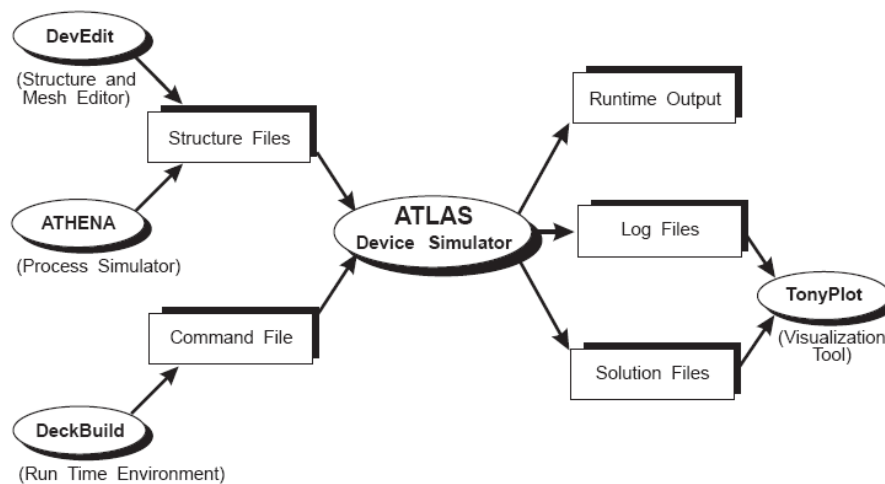 DevEdit
(Structure and
Mesh Editor)
Structure Files
ATHENA
(Process Simulator)
Command File
DeckBuild
(Run Time Environment)
ATLAS
Device Simulator
Runtime Output
Log Files
Solution Files
TonyPlot
(Visualization
Tool)